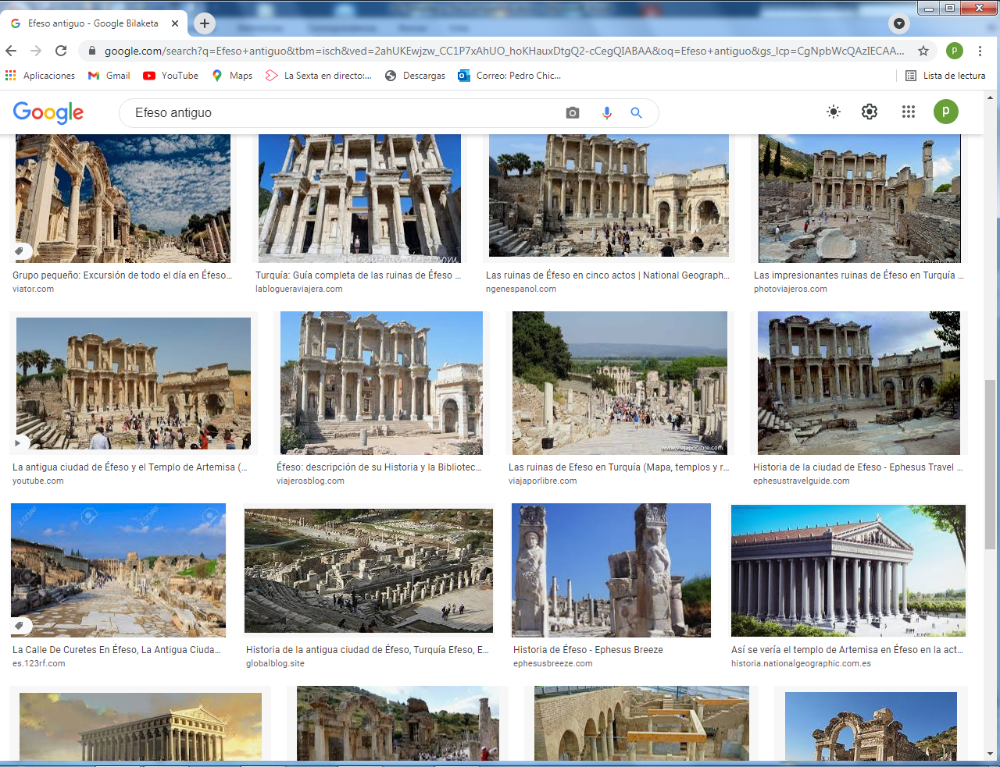 Efeso antiguo - Google Bilaketa
google.com/search?q=Efeso+antiguo&tbm=isch&ved=2ahUKEwjzw_CC1P7xAhUO_hoKHauxDtgQ2-cCegQIABAA&oq=Efeso+antiguo&gs_lcp=CgNpbWcQAzIECAA...
P
Aplicaciones Gmail YouTube Maps La Sexta en directo:... Descargas Correo: Pedro Chic... Lista de lectura
Google Efeso antiguo p
lablogueraviajera.com
Grupo pequeño: Excursión de todo el día en Éfeso... Turquía: Guía completa de las ruinas de Éfeso ... Las ruinas de Éfeso en cinco actos | National Geograph... Las impresionantes ruinas de Éfeso en Turquía ...
viator.com lablogueraviajera.com ngenespanol.com photoviajeros.com
www.viajaporlibre.com
La antigua ciudad de Éfeso y el Templo de Artemisa (... Éfeso: descripción de su Historia y la Bibliotec... Las ruinas de Efeso en Turquía (Mapa, templos y r... Historia de la ciudad de Efeso - Ephesus Travel ...
youtube.com viajerosblog.com viajaporlibre.com ephesustravelguide.com
123RF 123RF
La Calle De Curetes En Éfeso, La Antigua Ciuda... Historia de la antigua ciudad de Éfeso, Turquía Efeso, E... Historia de Éfeso - Ephesus Breeze Así se vería el templo de Artemisa en Éfeso en la act...
es.123rf.com globalblog.site ephesusbreeze.com historia.nationalgeographic.com.es